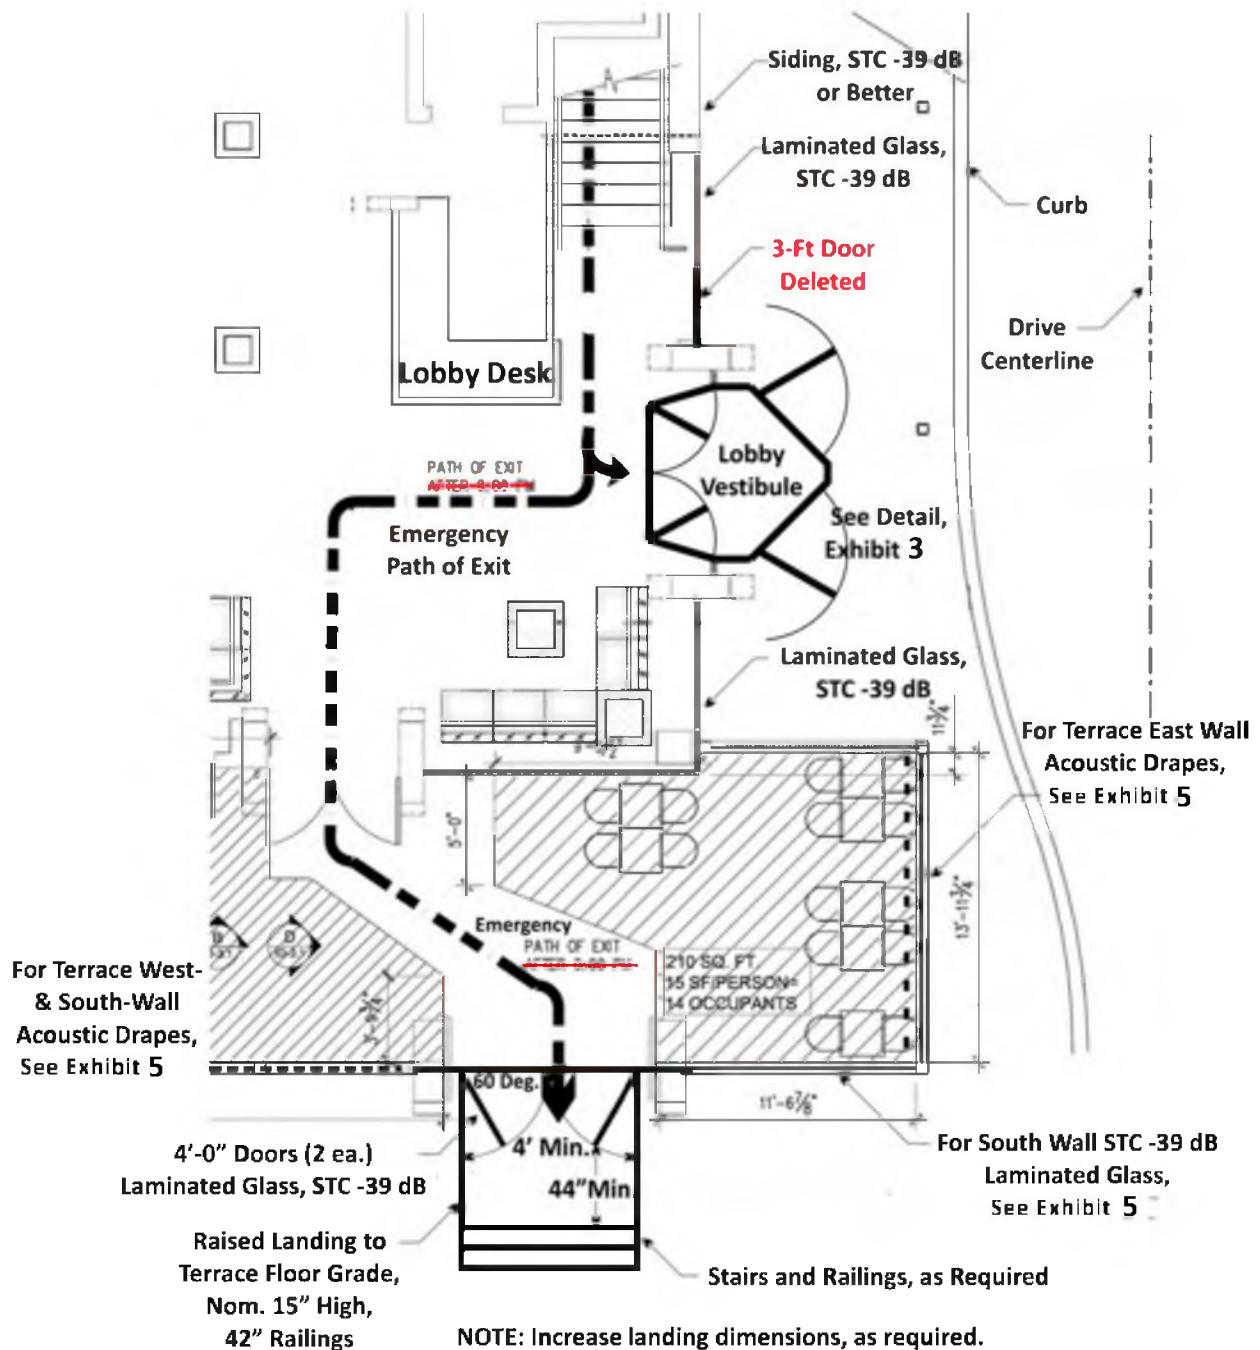 Siding, STC -39 dB
or Better
Laminated Glass,
STC -39 dB
Curb
3-Ft Door
Deleted
Drive
Centerline
Lobby Desk
Lobby
Vestibule
PATH OF EXIT
Emergency
Path of Exit
See Detail,
Exhibit 3
Laminated Glass,
STC -39 dB
11¾"
For Terrace East Wall
Acoustic Drapes,
See Exhibit 5
5'-0"
13'-11¾"
Emergency
PATH OF EXIT
210 SQ. FT
15 SF/PERSON=
14 OCCUPANTS
For Terrace West-
& South-Wall
Acoustic Drapes,
See Exhibit 5
3'-9¾"
60 Deg.
11'-6⅞"
4' Min.
44"Min.
4'-0" Doors (2 ea.)
Laminated Glass, STC -39 dB
For South Wall STC -39 dB
Laminated Glass,
See Exhibit 5
Raised Landing to
Terrace Floor Grade,
Nom. 15" High,
42" Railings
Stairs and Railings, as Required
NOTE: Increase landing dimensions, as required.